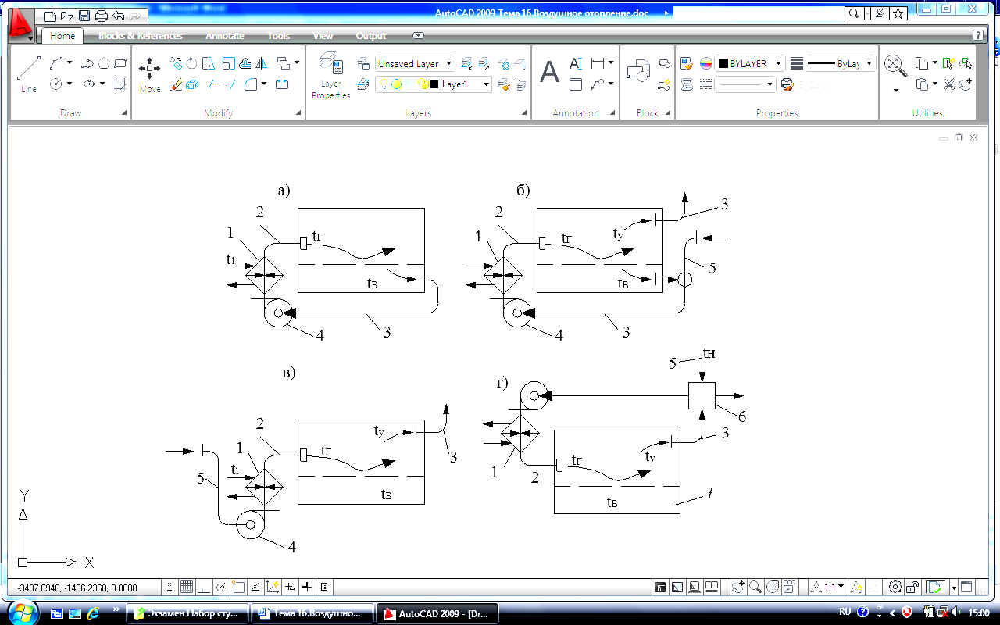 AutoCAD 2009 Тема 16.Воздушное отопление.doc
Home Blocks & References Annotate Tools View Output
Line
Move
Layer Properties
Unsaved Layer
Layer1
A
BYLAYER
ByLay
Draw Modify Layers Annotation Block Properties Utilities
а) б)
2 2 3
1 tг 1 tг tу
t1 5
tв tв
4 3 4 3
в) г) 5 tн
6
2 tу 3
1 tг 3 tг tу
t1 1 2
5 tв tв 7
4
Y
X
-3487.6948, -1436.2368, 0.0000 1:1
Экзамен Набор сту... Тема 16.Воздушно... AutoCAD 2009 - [Dr... RU 15:00